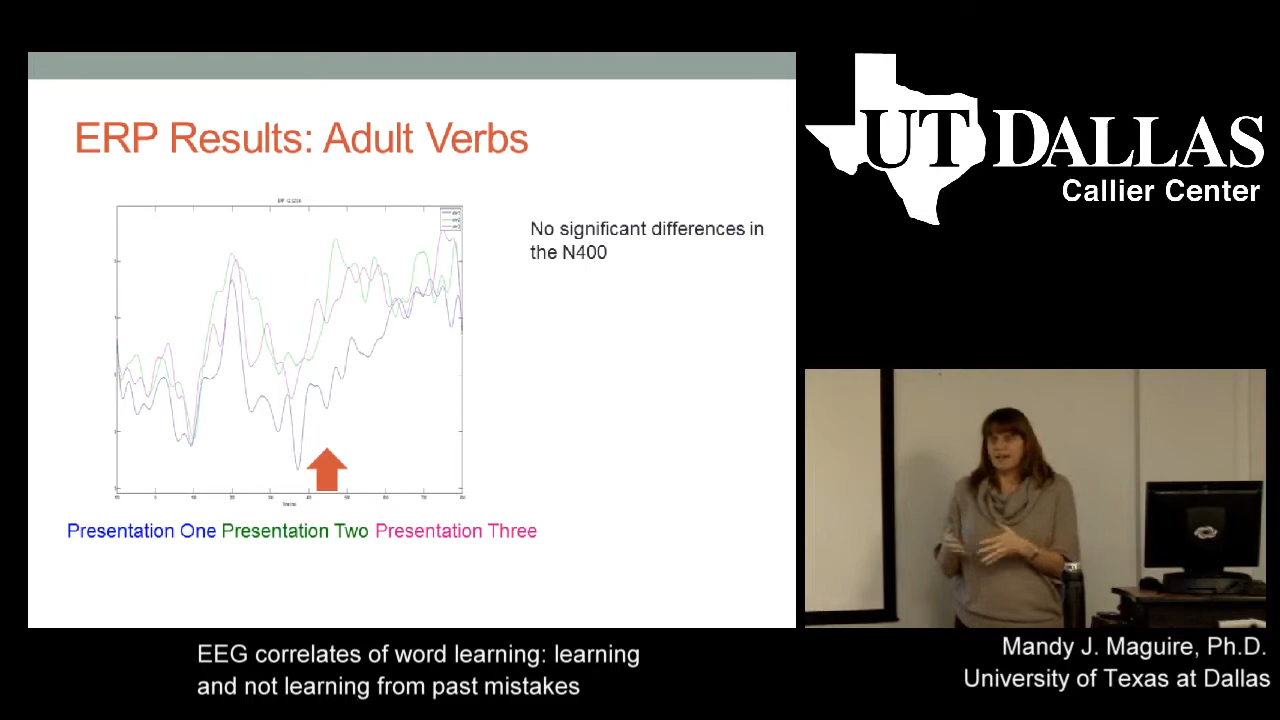 ERP Results: Adult Verbs
No significant differences in
the N400
Presentation One Presentation Two Presentation Three
UT DALLAS
Callier Center
EEG correlates of word learning: learning
and not learning from past mistakes
Mandy J. Maguire, Ph.D.
University of Texas at Dallas